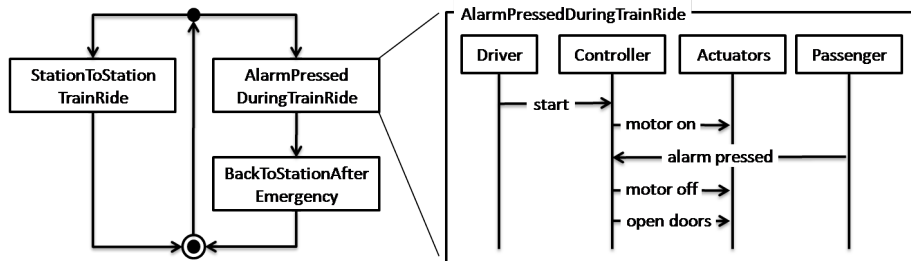 StationToStation
TrainRide
AlarmPressed
DuringTrainRide
BackToStationAfter
Emergency
AlarmPressedDuringTrainRide
Driver
Controller
Actuators
Passenger
start
motor on
alarm pressed
motor off
open doors